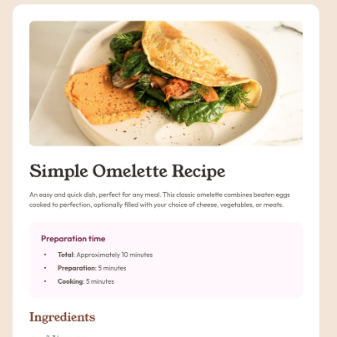 Simple Omelette Recipe
An easy and quick dish, perfect for any meal. This classic omelette combines beaten eggs
cooked to perfection, optionally filled with your choice of cheese, vegetables, or meats.
Preparation time
• Total: Approximately 10 minutes
• Preparation: 5 minutes
• Cooking: 5 minutes
Ingredients